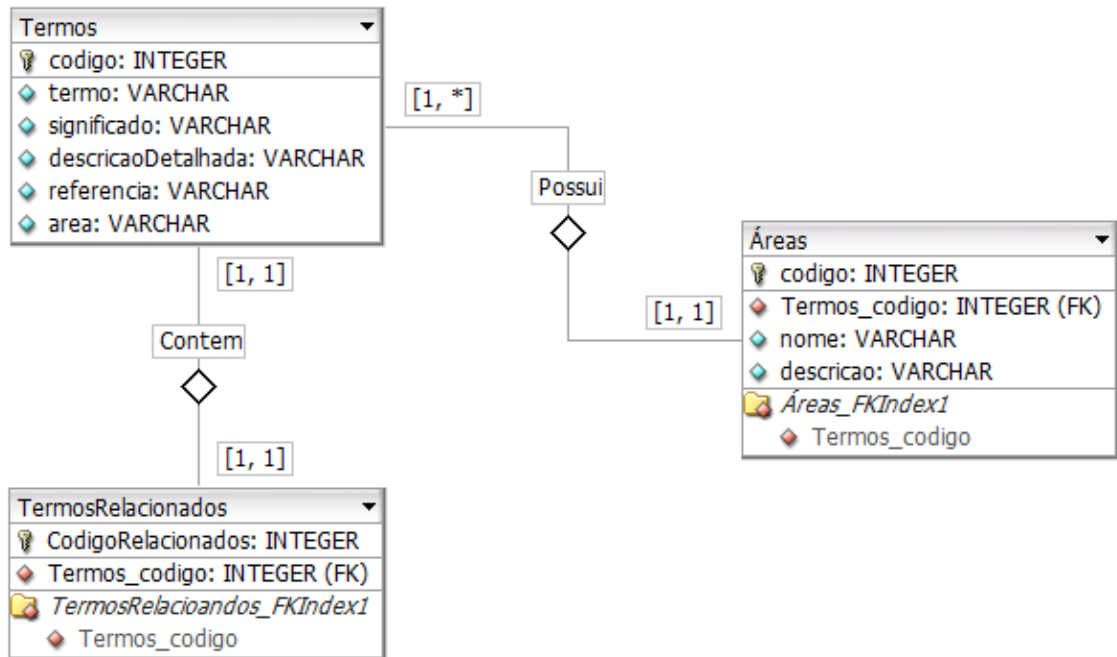 Termos
codigo: INTEGER
termo: VARCHAR
significado: VARCHAR
descricaoDetalhada: VARCHAR
referencia: VARCHAR
area: VARCHAR
[1, *]
Possui
[1, 1]
Áreas
codigo: INTEGER
Termos_codigo: INTEGER (FK)
nome: VARCHAR
descricao: VARCHAR
Áreas_FKIndex1
Termos_codigo
[1, 1]
Contem
[1, 1]
TermosRelacionados
CodigoRelacionados: INTEGER
Termos_codigo: INTEGER (FK)
TermosRelacioandos_FKIndex1
Termos_codigo